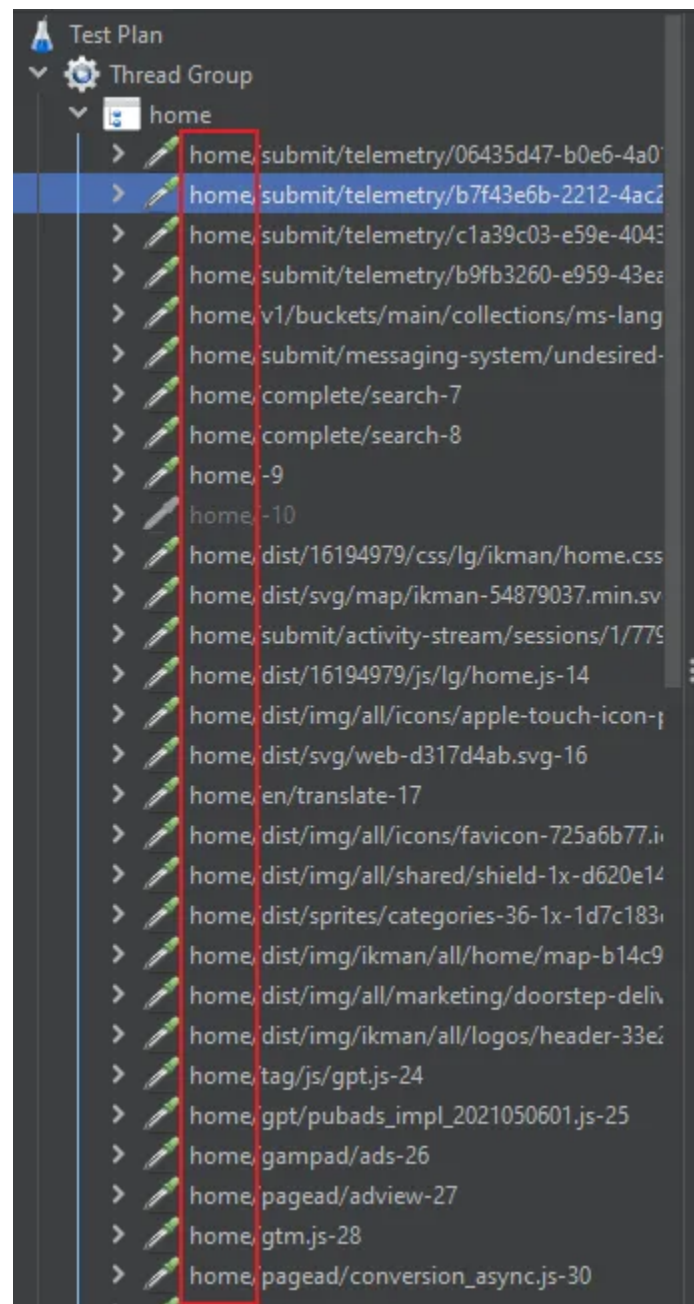 Test Plan
Thread Group
home
home/submit/telemetry/06435d47-b0e6-4a0
home/submit/telemetry/b7f43e6b-2212-4ac2
home/submit/telemetry/c1a39c03-e59e-4043
home/submit/telemetry/b9fb3260-e959-43ea
home/v1/buckets/main/collections/ms-lang
home/submit/messaging-system/undesired-
home/complete/search-7
home/complete/search-8
home/-9
home/-10
home/dist/16194979/css/lg/ikman/home.css
home/dist/svg/map/ikman-54879037.min.sv
home/submit/activity-stream/sessions/1/779
home/dist/16194979/js/lg/home.js-14
home/dist/img/all/icons/apple-touch-icon-p
home/dist/svg/web-d317d4ab.svg-16
home/en/translate-17
home/dist/img/all/icons/favicon-725a6b77.i
home/dist/img/all/shared/shield-1x-d620e14
home/dist/sprites/categories-36-1x-1d7c183
home/dist/img/ikman/all/home/map-b14c9
home/dist/img/all/marketing/doorstep-deliv
home/dist/img/ikman/all/logos/header-33e2
home/tag/js/gpt.js-24
home/gpt/pubads_impl_2021050601.js-25
home/gampad/ads-26
home/pagead/adview-27
home/gtm.js-28
home/pagead/conversion_async.js-30